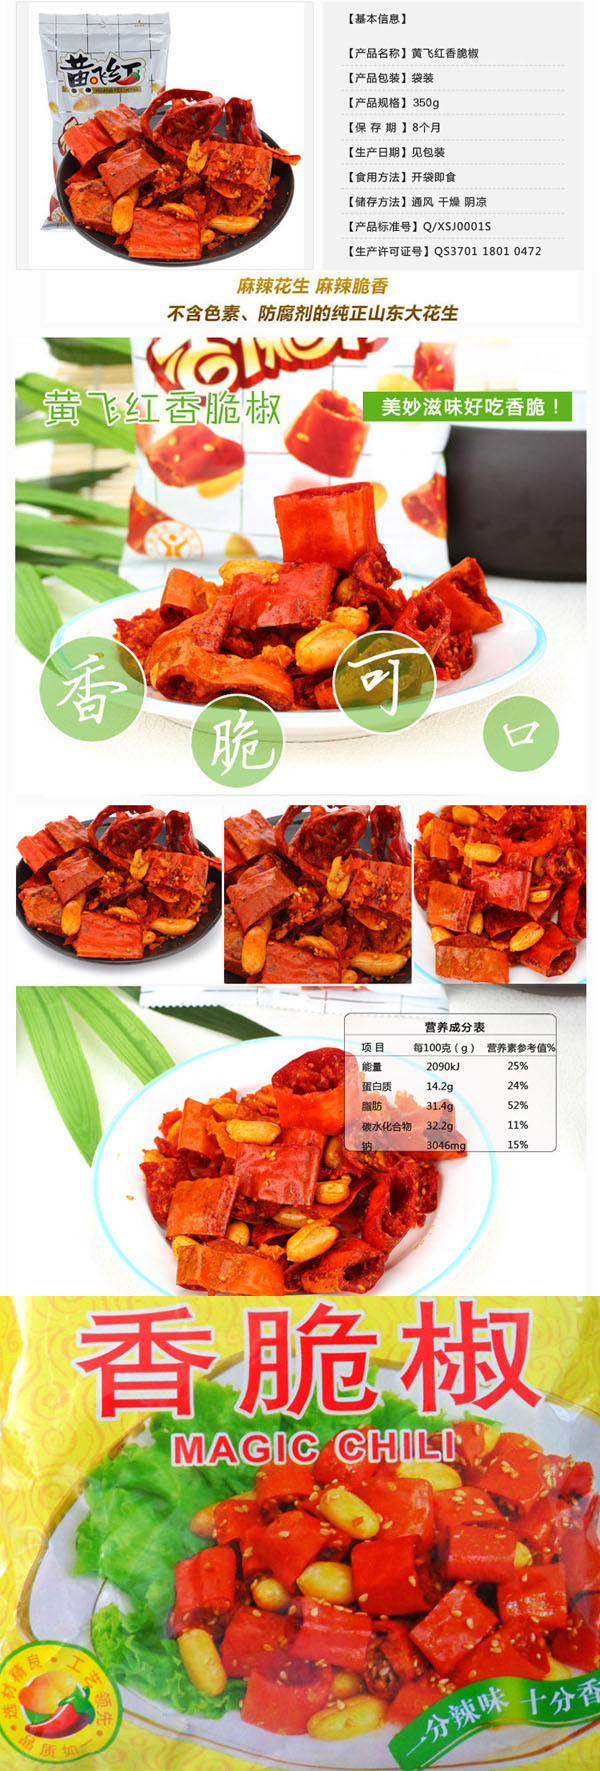 黄飞红
【基本信息】
【产品名称】黄飞红香脆椒
【产品包装】袋装
【产品规格】350g
【保 存 期 】8个月
【生产日期】见包装
【食用方法】开袋即食
【储存方法】通风 干燥 阴凉
【产品标准号】Q/XSJ0001S
【生产许可证号】QS3701 1801 0472
麻辣花生 麻辣脆香
不含色素、防腐剂的纯正山东大花生
黄飞红香脆椒
美妙滋味好吃香脆！
香
脆
可
口
营养成分表
项 目 每100克（g） 营养素参考值%
能量 2090kJ 25%
蛋白质 14.2g 24%
脂肪 31.4g 52%
碳水化合物 32.2g 11%
钠 3046mg 15%
香脆椒
MAGIC CHILI
选材精良·工艺领先·品质如一
一分辣味 十分香